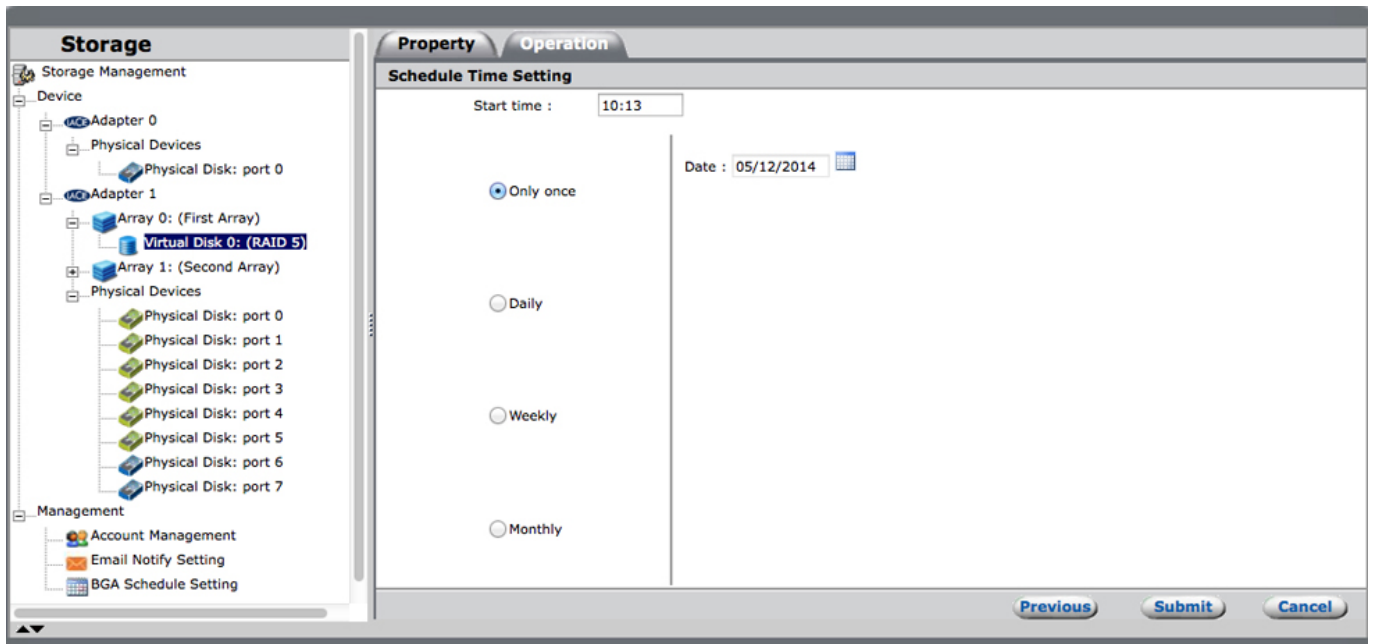 Storage
Storage Management
Device
LACIE Adapter 0
Physical Devices
Physical Disk: port 0
LACIE Adapter 1
Array 0: (First Array)
Virtual Disk 0: (RAID 5)
Array 1: (Second Array)
Physical Devices
Physical Disk: port 0
Physical Disk: port 1
Physical Disk: port 2
Physical Disk: port 3
Physical Disk: port 4
Physical Disk: port 5
Physical Disk: port 6
Physical Disk: port 7
Management
Account Management
Email Notify Setting
BGA Schedule Setting
Property Operation
Schedule Time Setting
Start time : 10:13
Only once
Daily
Weekly
Monthly
Date : 05/12/2014
Previous Submit Cancel